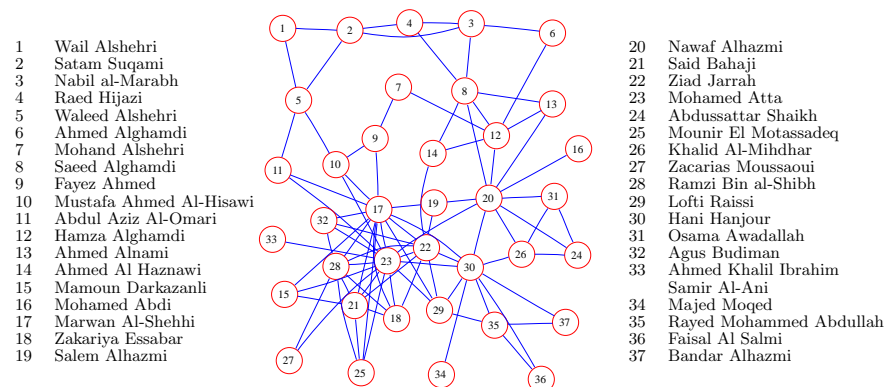 1 Wail Alshehri
2 Satam Suqami
3 Nabil al-Marabh
4 Raed Hijazi
5 Waleed Alshehri
6 Ahmed Alghamdi
7 Mohand Alshehri
8 Saeed Alghamdi
9 Fayez Ahmed
10 Mustafa Ahmed Al-Hisawi
11 Abdul Aziz Al-Omari
12 Hamza Alghamdi
13 Ahmed Alnami
14 Ahmed Al Haznawi
15 Mamoun Darkazanli
16 Mohamed Abdi
17 Marwan Al-Shehhi
18 Zakariya Essabar
19 Salem Alhazmi
1
2
4
3
6
5
7
8
13
12
9
10
14
16
11
17
19
20
31
32
33
22
28
23
30
26
24
15
21
18
29
35
37
27
25
34
36
20 Nawaf Alhazmi
21 Said Bahaji
22 Ziad Jarrah
23 Mohamed Atta
24 Abdussattar Shaikh
25 Mounir El Motassadeq
26 Khalid Al-Mihdhar
27 Zacarias Moussaoui
28 Ramzi Bin al-Shibh
29 Lofti Raissi
30 Hani Hanjour
31 Osama Awadallah
32 Agus Budiman
33 Ahmed Khalil Ibrahim
Samir Al-Ani
34 Majed Moqed
35 Rayed Mohammed Abdullah
36 Faisal Al Salmi
37 Bandar Alhazmi